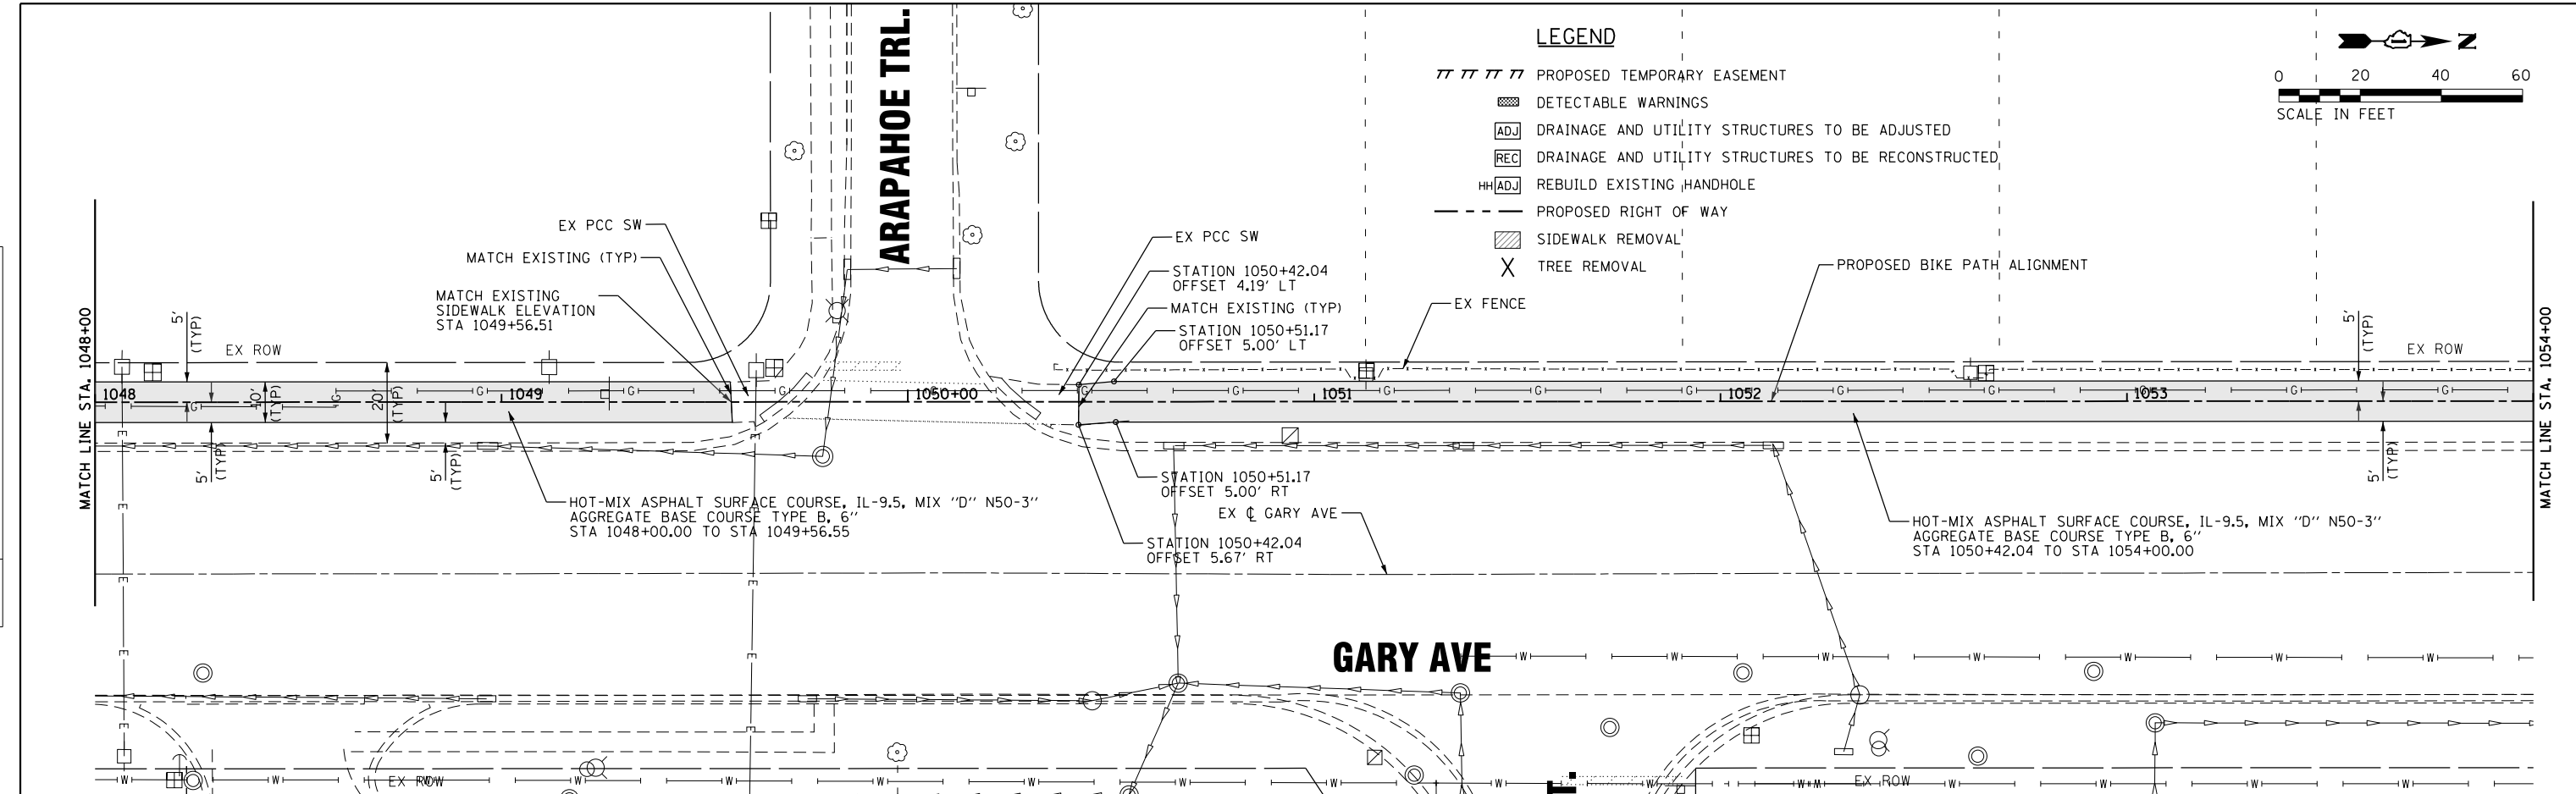 ARAPAHOE TRL.
LEGEND
PROPOSED TEMPORARY EASEMENT
DETECTABLE WARNINGS
ADJ DRAINAGE AND UTILITY STRUCTURES TO BE ADJUSTED
REC DRAINAGE AND UTILITY STRUCTURES TO BE RECONSTRUCTED
HH ADJ REBUILD EXISTING HANDHOLE
PROPOSED RIGHT OF WAY
SIDEWALK REMOVAL
TREE REMOVAL
N
0 20 40 60
SCALE IN FEET
EX PCC SW
MATCH EXISTING (TYP)
MATCH EXISTING
SIDEWALK ELEVATION
STA 1049+56.51
EX PCC SW
STATION 1050+42.04
OFFSET 4.19' LT
MATCH EXISTING (TYP)
STATION 1050+51.17
OFFSET 5.00' LT
EX FENCE
PROPOSED BIKE PATH ALIGNMENT
MATCH LINE STA. 1048+00
5'
(TYP)
EX ROW
5'
(TYP)
EX ROW
MATCH LINE STA. 1054+00
1048
10'
(TYP)
20'
(TYP)
1049
1050+00
1051
1052
1053
5'
(TYP)
5'
(TYP)
5'
(TYP)
HOT-MIX ASPHALT SURFACE COURSE, IL-9.5, MIX "D" N50-3"
AGGREGATE BASE COURSE TYPE B, 6"
STA 1048+00.00 TO STA 1049+56.55
STATION 1050+51.17
OFFSET 5.00' RT
EX ℄ GARY AVE
STATION 1050+42.04
OFFSET 5.67' RT
HOT-MIX ASPHALT SURFACE COURSE, IL-9.5, MIX "D" N50-3"
AGGREGATE BASE COURSE TYPE B, 6"
STA 1050+42.04 TO STA 1054+00.00
GARY AVE
EX ROW
EX ROW